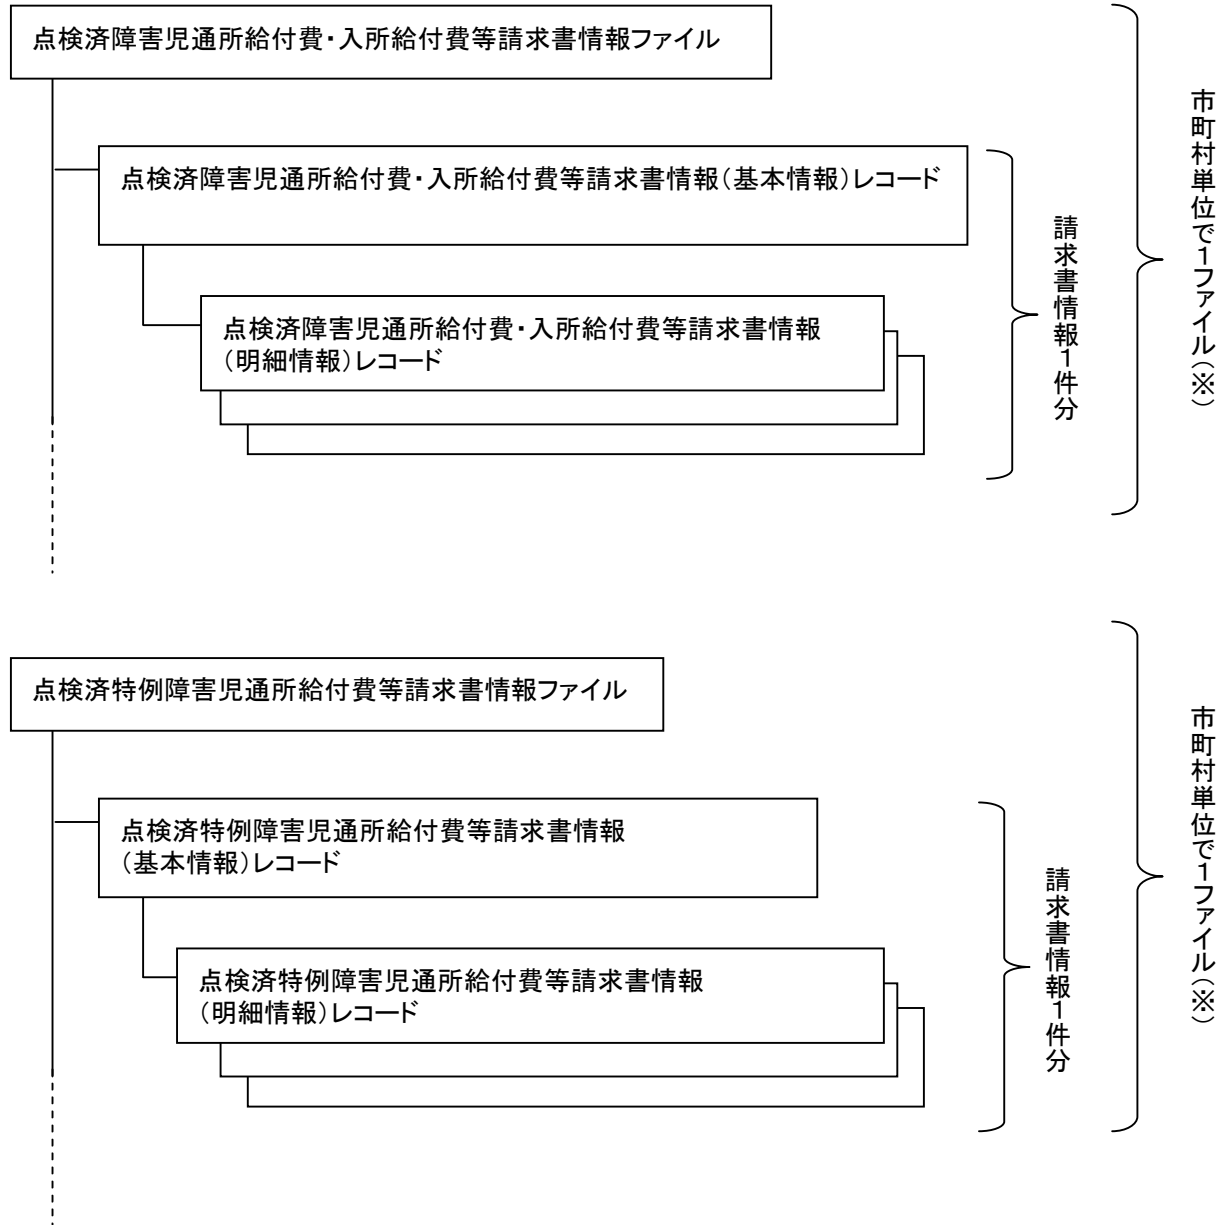 点検済障害児通所給付費・入所給付費等請求書情報ファイル
点検済障害児通所給付費・入所給付費等請求書情報(基本情報)レコード
点検済障害児通所給付費・入所給付費等請求書情報
(明細情報)レコード
請求書情報1件分
市町村単位で1ファイル(※)
点検済特例障害児通所給付費等請求書情報ファイル
点検済特例障害児通所給付費等請求書情報
(基本情報)レコード
点検済特例障害児通所給付費等請求書情報
(明細情報)レコード
請求書情報1件分
市町村単位で1ファイル(※)